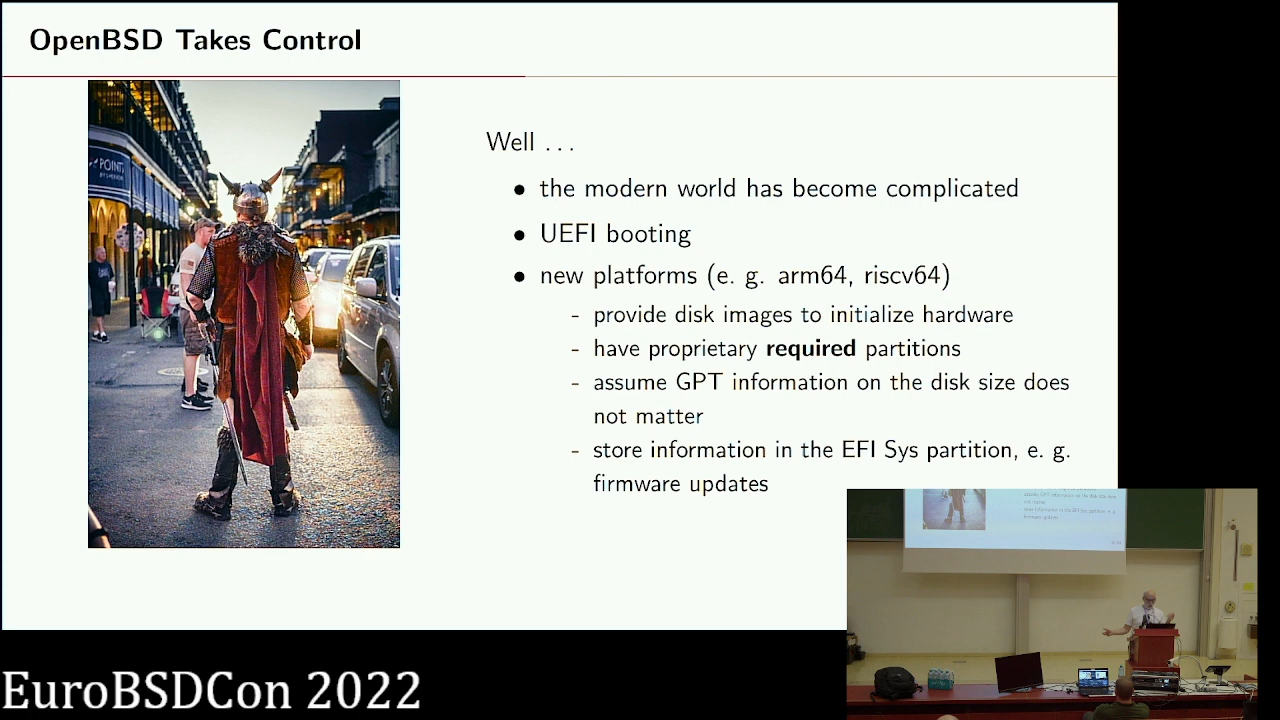 OpenBSD Takes Control
POINTS
Well . . .
• the modern world has become complicated
• UEFI booting
• new platforms (e. g. arm64, riscv64)
- provide disk images to initialize hardware
- have proprietary required partitions
- assume GPT information on the disk size does
not matter
- store information in the EFI Sys partition, e. g.
firmware updates
EuroBSDCon 2022